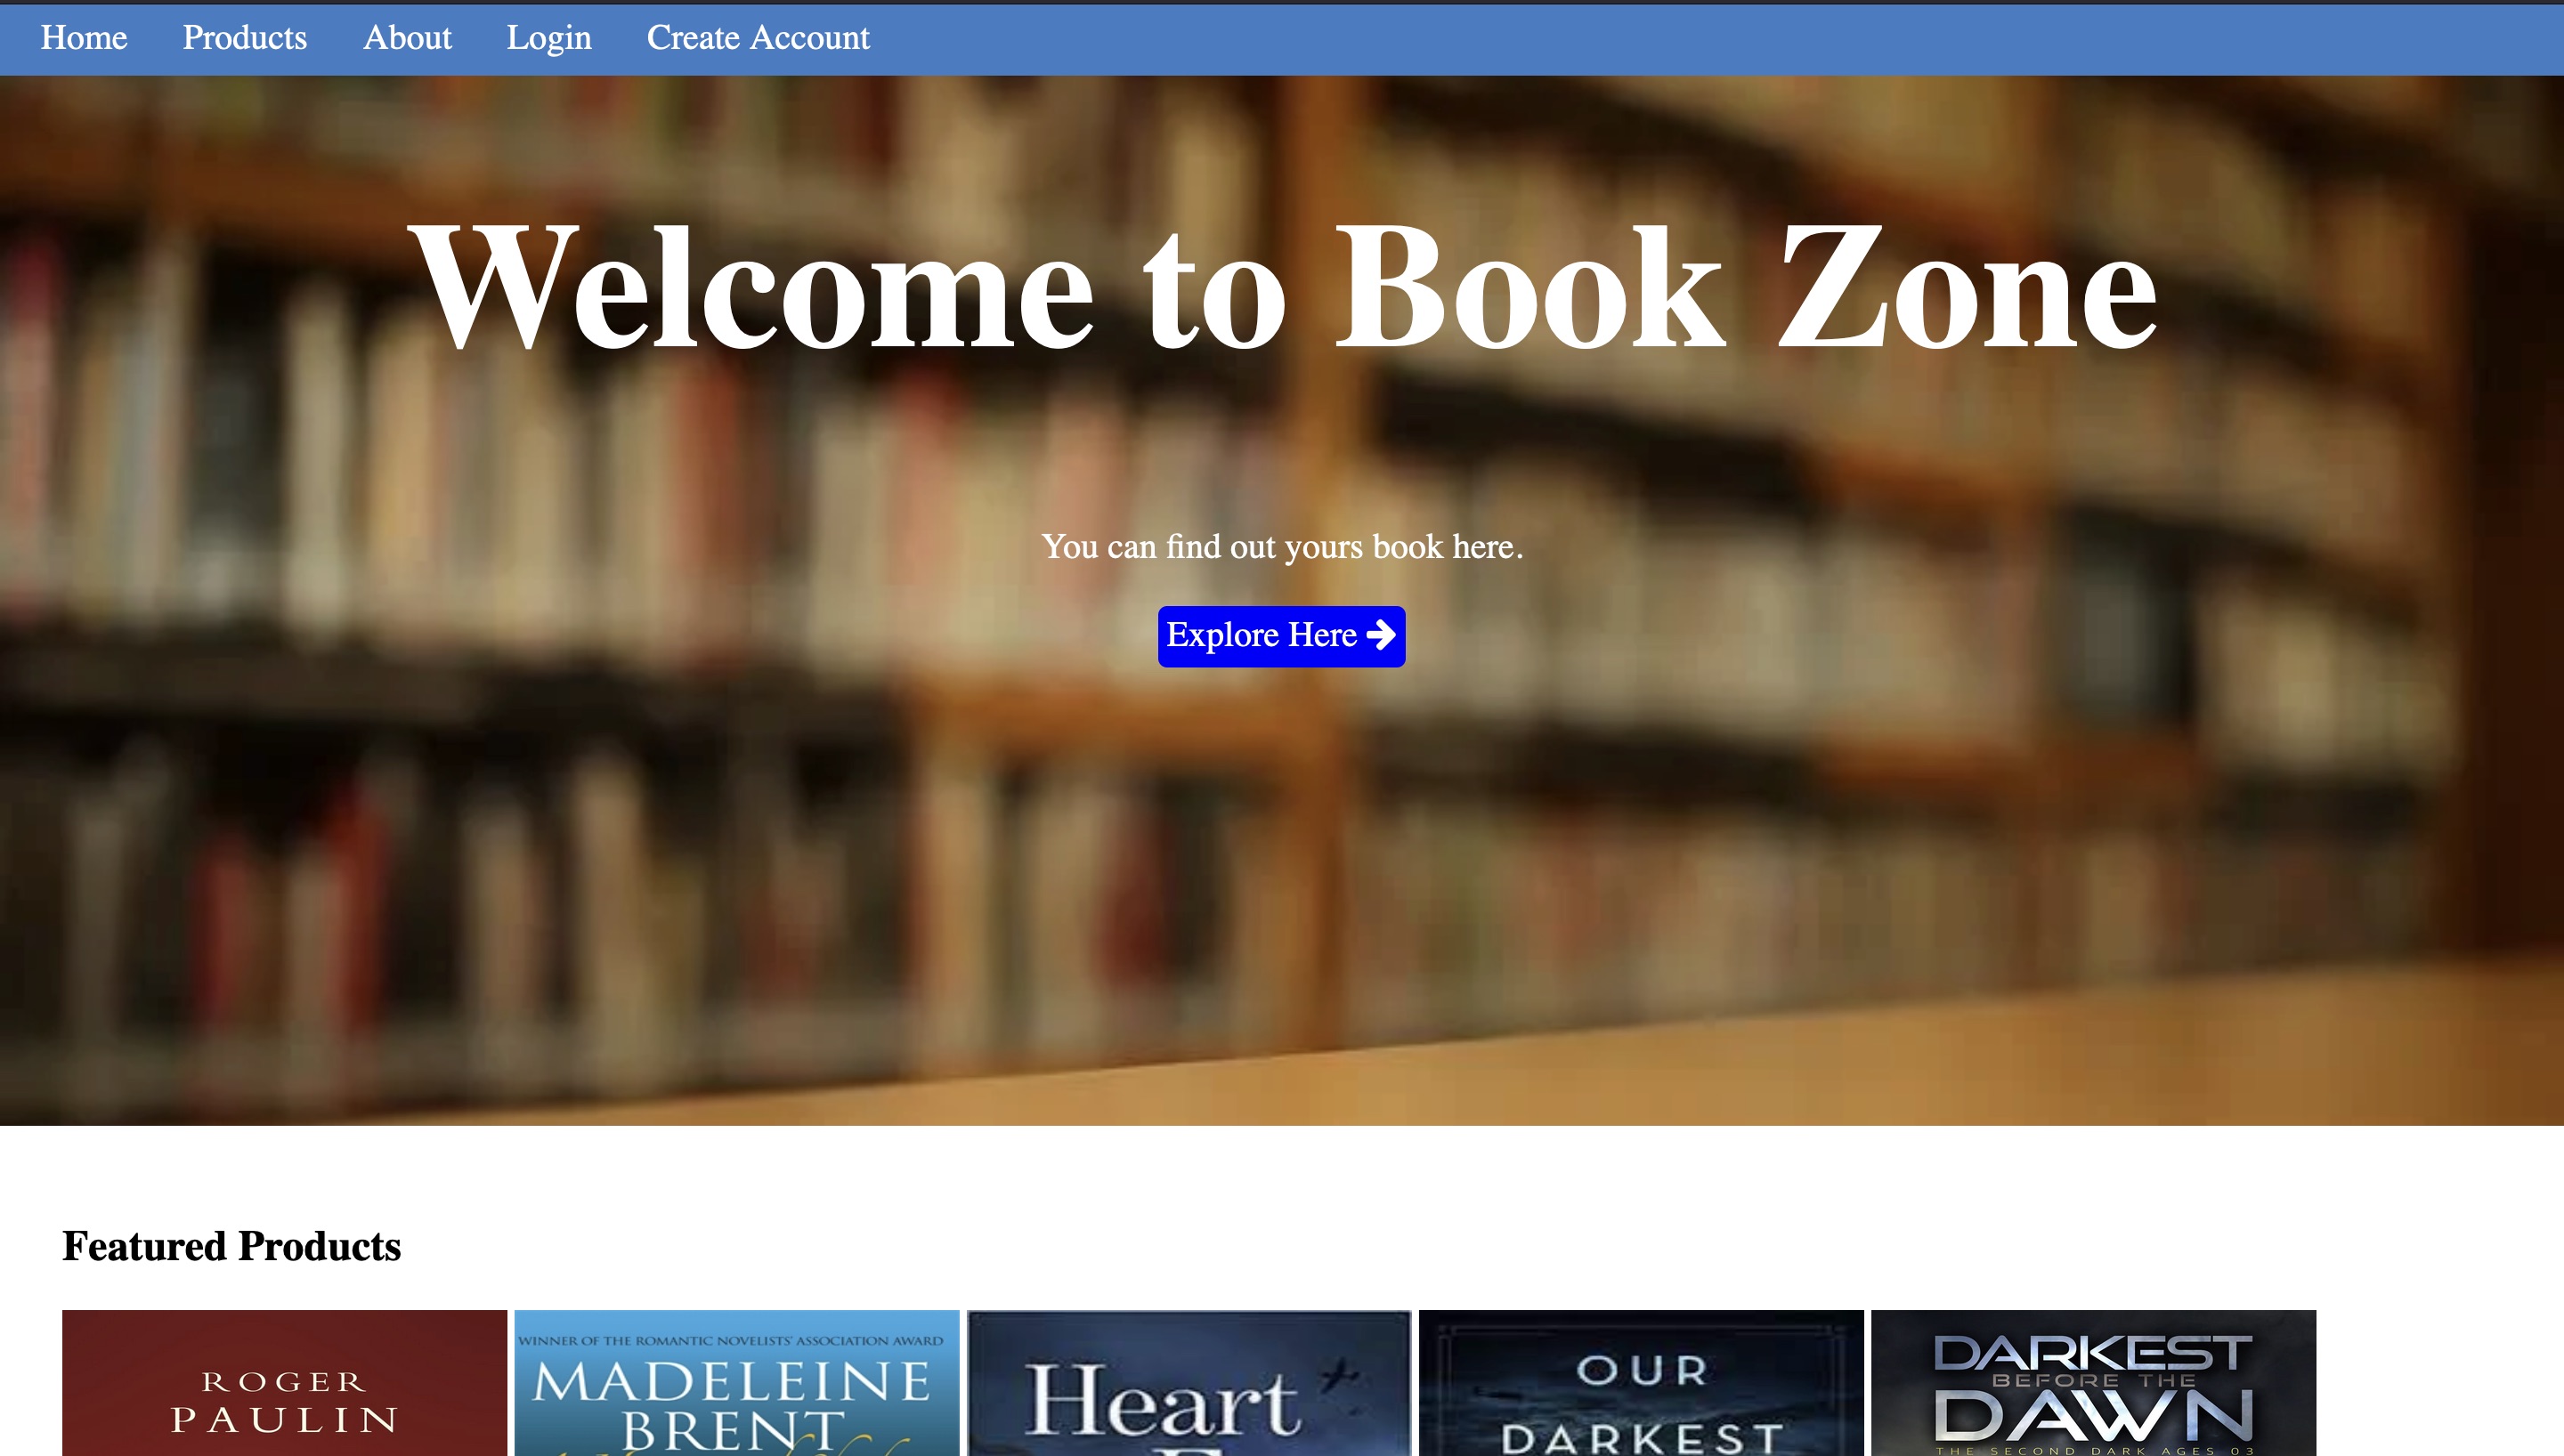 Home Products About Login Create Account
Welcome to Book Zone
You can find out yours book here.
Explore Here
Featured Products
ROGER
PAULIN
WINNER OF THE ROMANTIC NOVELISTS' ASSOCIATION AWARD
MADELEINE
BRENT
Heart
OUR
DARKEST
DARKEST
BEFORE THE
DAWN
THE SECOND DARK AGES 03